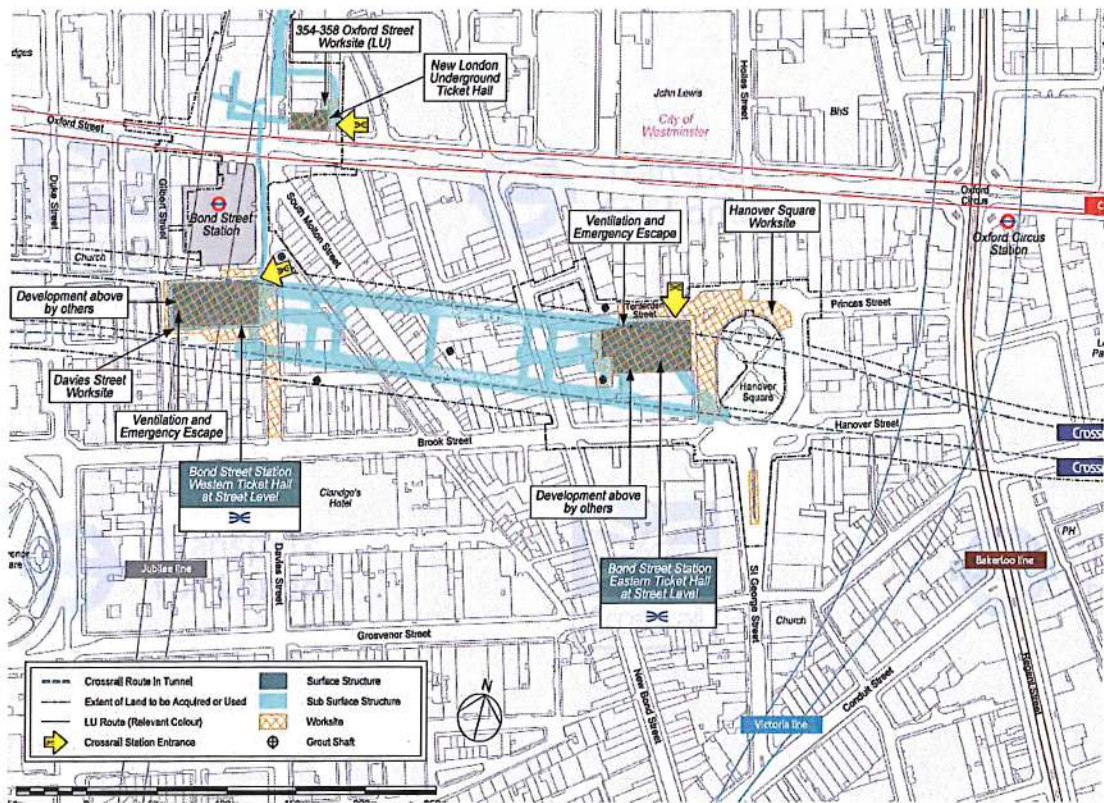 354-358 Oxford Street
Worksite (LU)
New London
Underground
Ticket Hall
Oxford Street
John Lewis
City of
Westminster
Holles Street
BhS
Duke Street
Gilbert Street
Bond Street
Station
South Molton Street
Ventilation and
Emergency Escape
Hanover Square
Worksite
Oxford
Circus
Oxford Circus
Station
Church
Development above
by others
Princes Street
Street
Davies Street
Worksite
Ventilation and
Emergency Escape
Hanover
Square
Hanover Street
Brook Street
Bond Street Station
Western Ticket Hall
at Street Level
Claridge's
Hotel
Development above
by others
Bond Street Station
Eastern Ticket Hall
at Street Level
Jubilee line
Davies Street
St George Street
Church
Bakerloo line
PH
Grosvenor Street
New Bond Street
Conduit Street
Regent Street
Victoria line
Crossrail Route In Tunnel
Extent of Land to be Acquired or Used
LU Route (Relevant Colour)
Crossrail Station Entrance
Surface Structure
Sub Surface Structure
Worksite
Grout Shaft
N